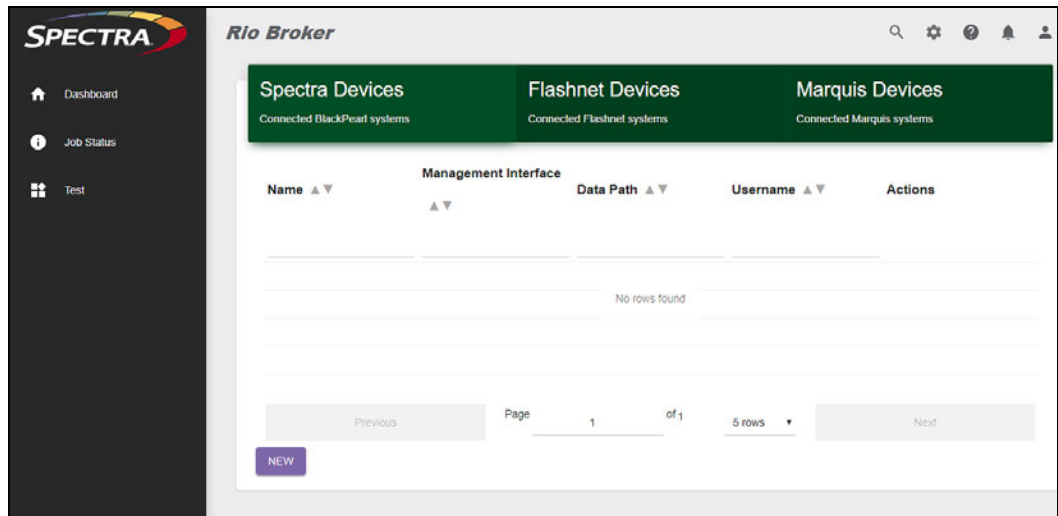 SPECTRA
Rio Broker
Dashboard
Job Status
Test
Spectra Devices
Connected BlackPearl systems
Flashnet Devices
Connected Flashnet systems
Marquis Devices
Connected Marquis systems
Name ▲▼
Management Interface ▲▼
Data Path ▲▼
Username ▲▼
Actions
No rows found
Previous
Page 1 of 1
5 rows ▼
Next
NEW